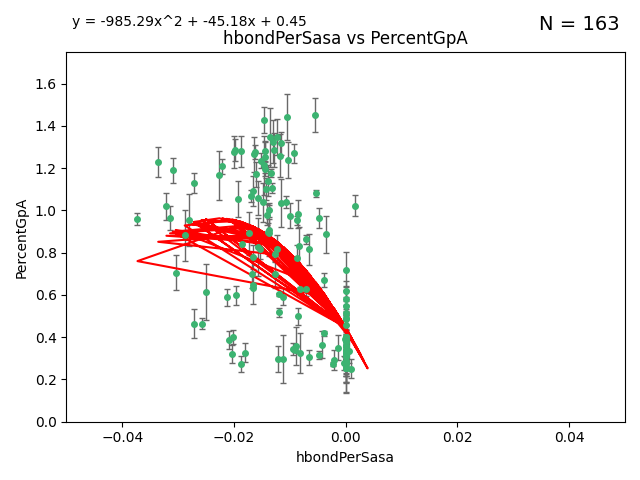 y = -985.29x^2 + -45.18x + 0.45
N = 163
hbondPerSasa vs PercentGpA
1.6
1.4
1.2
1.0
0.8
0.6
0.4
0.2
0.0
PercentGpA
−0.04 −0.02 0.00 0.02 0.04
hbondPerSasa